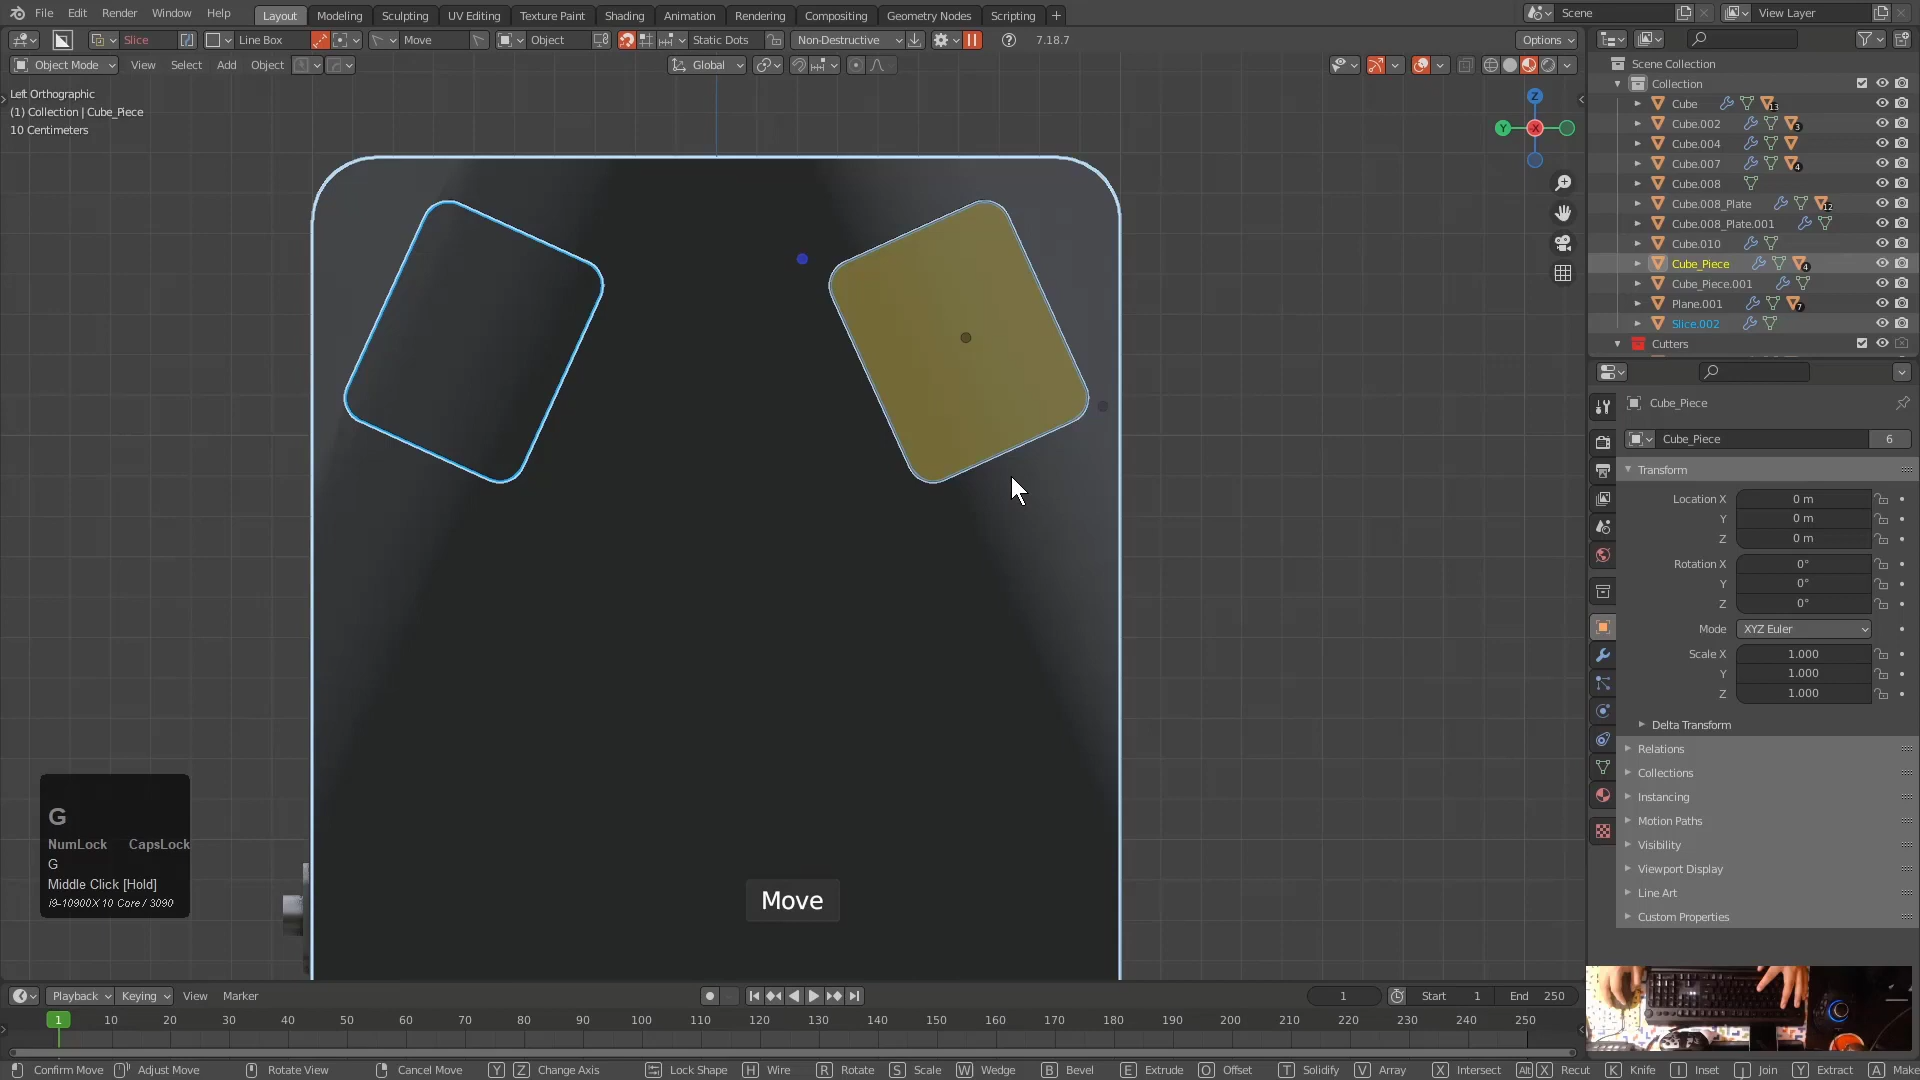 File Edit Render Window Help Layout Modeling Sculpting UV Editing Texture Paint Shading Animation Rendering Compositing Geometry Nodes Scripting + Scene View Layer
Slice Line Box Move Object Static Dots Non-Destructive 7.18.7 Options
Object Mode View Select Add Object Global
Left Orthographic
(1) Collection | Cube_Piece
10 Centimeters
Z
Y
X
Scene Collection
Collection
Cube 13
Cube.002 3
Cube.004
Cube.007 4
Cube.008
Cube.008_Plate 12
Cube.008_Plate.001
Cube.010
Cube_Piece 4
Cube_Piece.001
Plane.001 7
Slice.002
Cutters
Cube_Piece
Cube_Piece 6
Transform
Location X 0 m
Y 0 m
Z 0 m
Rotation X 0°
Y 0°
Z 0°
Mode XYZ Euler
Scale X 1.000
Y 1.000
Z 1.000
Delta Transform
Relations
Collections
Instancing
Motion Paths
Visibility
Viewport Display
Line Art
Custom Properties
G
NumLock CapsLock
G
Middle Click [Hold]
i9-10900X 10 Core / 3090
Move
Playback Keying View Marker 1 Start 1 End 250
1 10 20 30 40 50 60 70 80 90 100 110 120 130 140 150 160 170 180 190 200 210 220 230 240 250
Confirm Move Adjust Move Rotate View Cancel Move Y Z Change Axis Lock Shape H Wire R Rotate S Scale W Wedge B Bevel E Extrude O Offset T Solidify V Array X Intersect Alt X Recut K Knife I Inset J Join Y Extract A Make